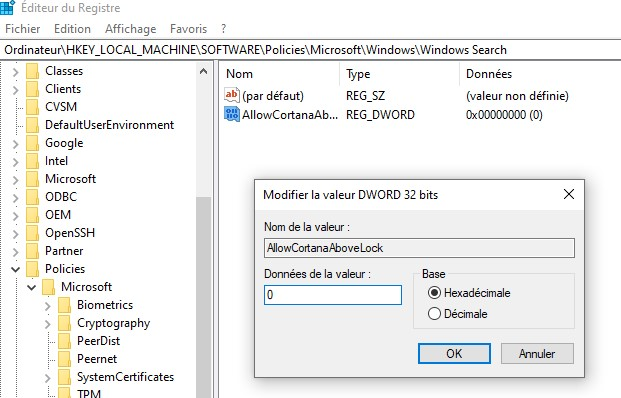 Éditeur du Registre
Fichier Edition Affichage Favoris ?
Ordinateur\HKEY_LOCAL_MACHINE\SOFTWARE\Policies\Microsoft\Windows\Windows Search
Classes
Clients
CVSM
DefaultUserEnvironment
Google
Intel
Microsoft
ODBC
OEM
OpenSSH
Partner
Policies
Microsoft
Biometrics
Cryptography
PeerDist
Peernet
SystemCertificates
TPM
Nom Type Données
ab (par défaut) REG_SZ (valeur non définie)
AllowCortanaAb... REG_DWORD 0x00000000 (0)
Modifier la valeur DWORD 32 bits
Nom de la valeur :
AllowCortanaAboveLock
Données de la valeur :
0
Base
Hexadécimale
Décimale
OK Annuler